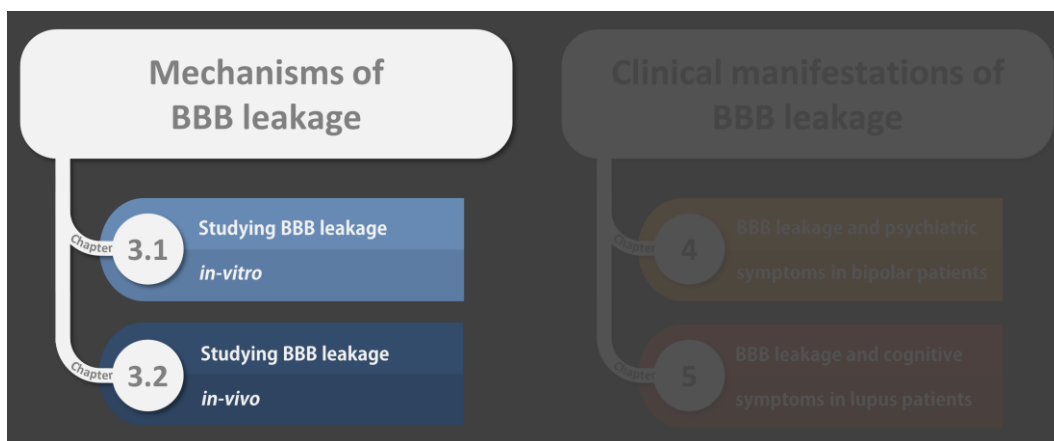 Mechanisms of
BBB leakage
Chapter
3.1
Studying BBB leakage
in-vitro
Chapter
3.2
Studying BBB leakage
in-vivo
Clinical manifestations of
BBB leakage
Chapter
4
BBB leakage and psychiatric
symptoms in bipolar patients
Chapter
5
BBB leakage and cognitive
symptoms in lupus patients